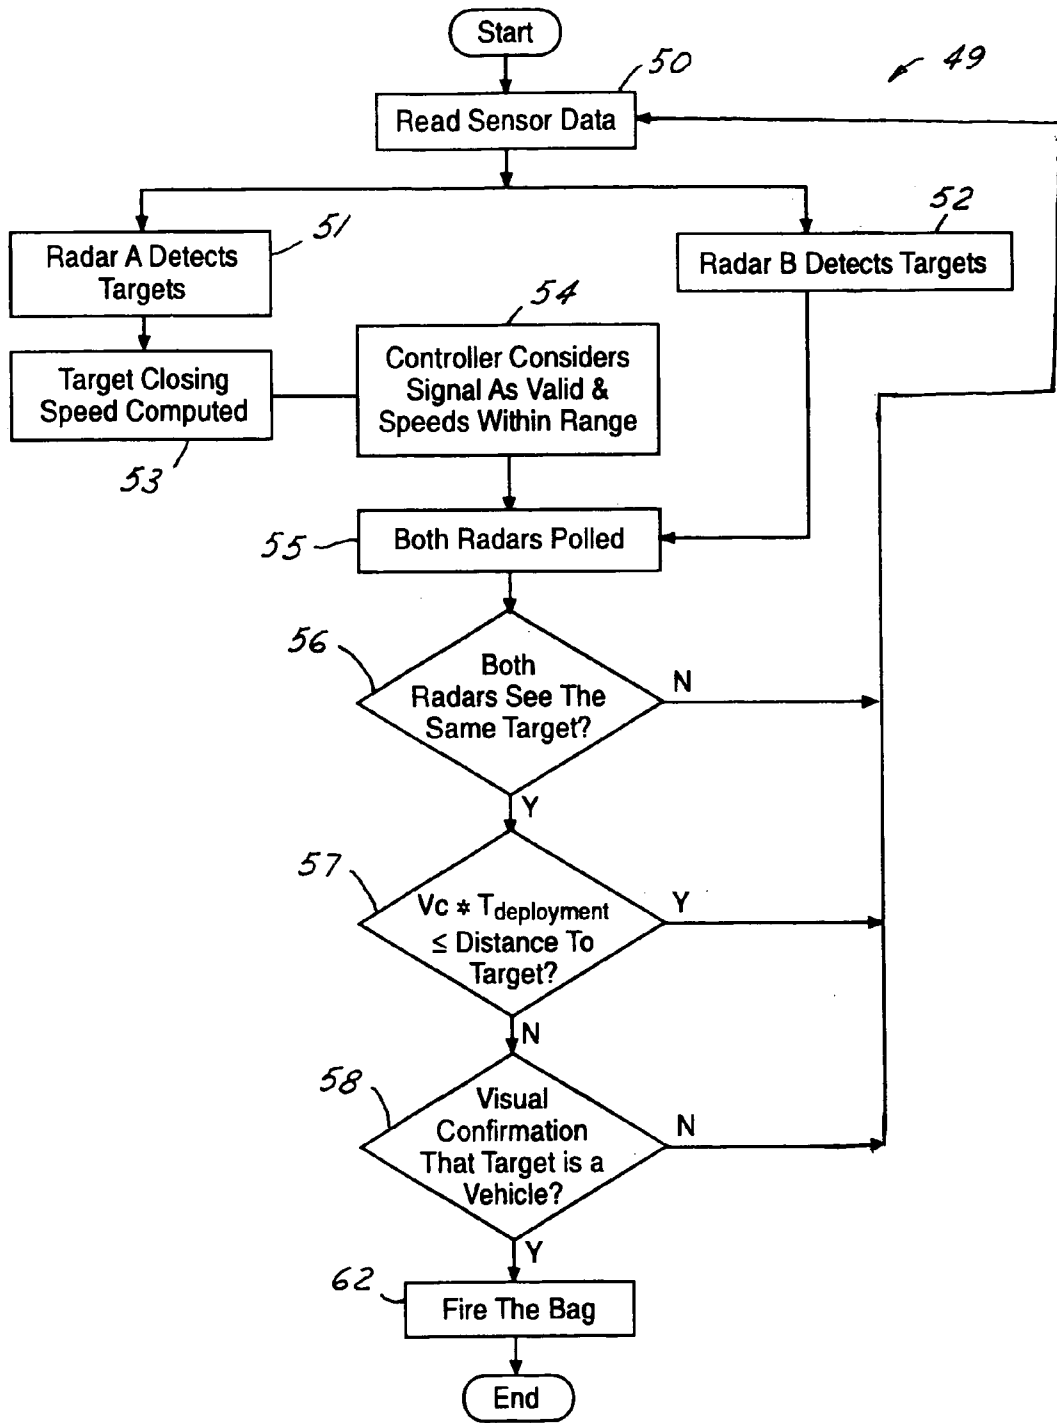 Start
50
49
Read Sensor Data
51
52
Radar A Detects
Targets
Radar B Detects Targets
54
Target Closing
Speed Computed
Controller Considers
Signal As Valid &
Speeds Within Range
53
55
Both Radars Polled
56
Both
Radars See The
Same Target?
N
Y
57
Vc * Tdeployment
≤ Distance To
Target?
Y
N
58
Visual
Confirmation
That Target is a
Vehicle?
N
Y
62
Fire The Bag
End